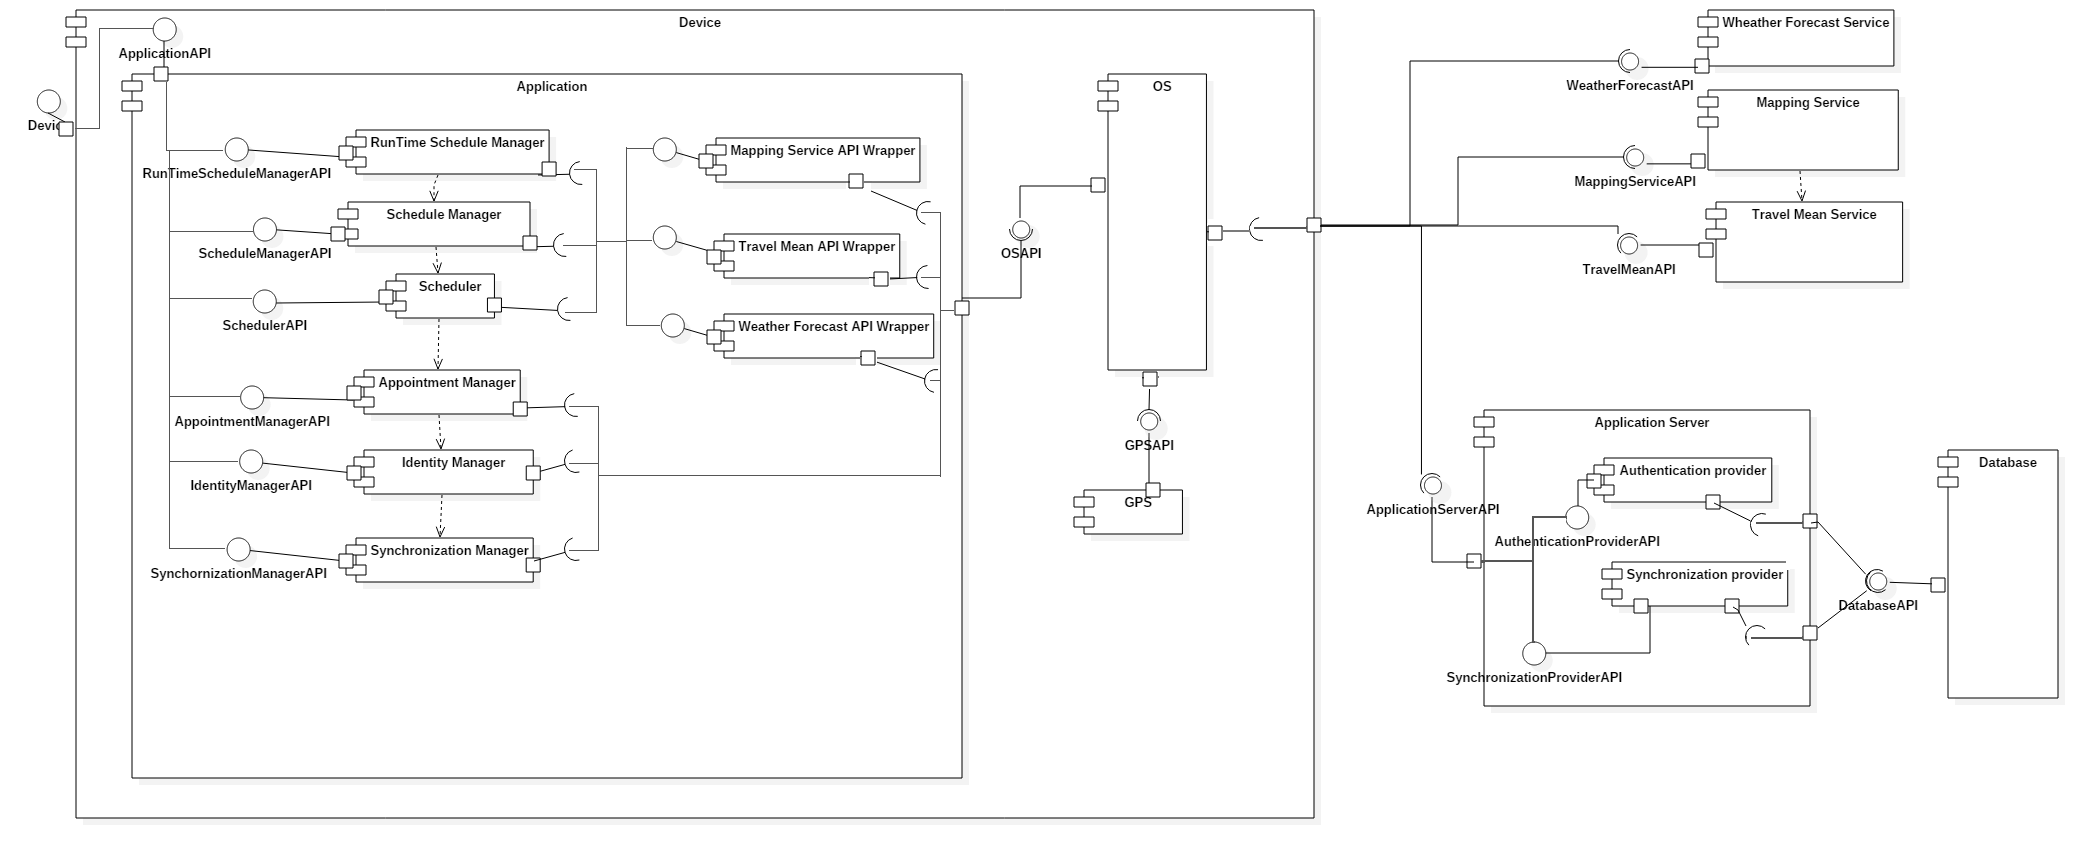 Device
Wheather Forecast Service
ApplicationAPI
WeatherForecastAPI
Application
OS
Mapping Service
Devic
RunTime Schedule Manager
Mapping Service API Wrapper
RunTimeScheduleManagerAPI
MappingServiceAPI
Schedule Manager
Travel Mean Service
ScheduleManagerAPI
Travel Mean API Wrapper
OSAPI
TravelMeanAPI
Scheduler
SchedulerAPI
Weather Forecast API Wrapper
Appointment Manager
AppointmentManagerAPI
Application Server
GPSAPI
Identity Manager
Authentication provider
Database
IdentityManagerAPI
GPS
ApplicationServerAPI
AuthenticationProviderAPI
Synchronization Manager
SynchornizationManagerAPI
Synchronization provider
DatabaseAPI
SynchronizationProviderAPI